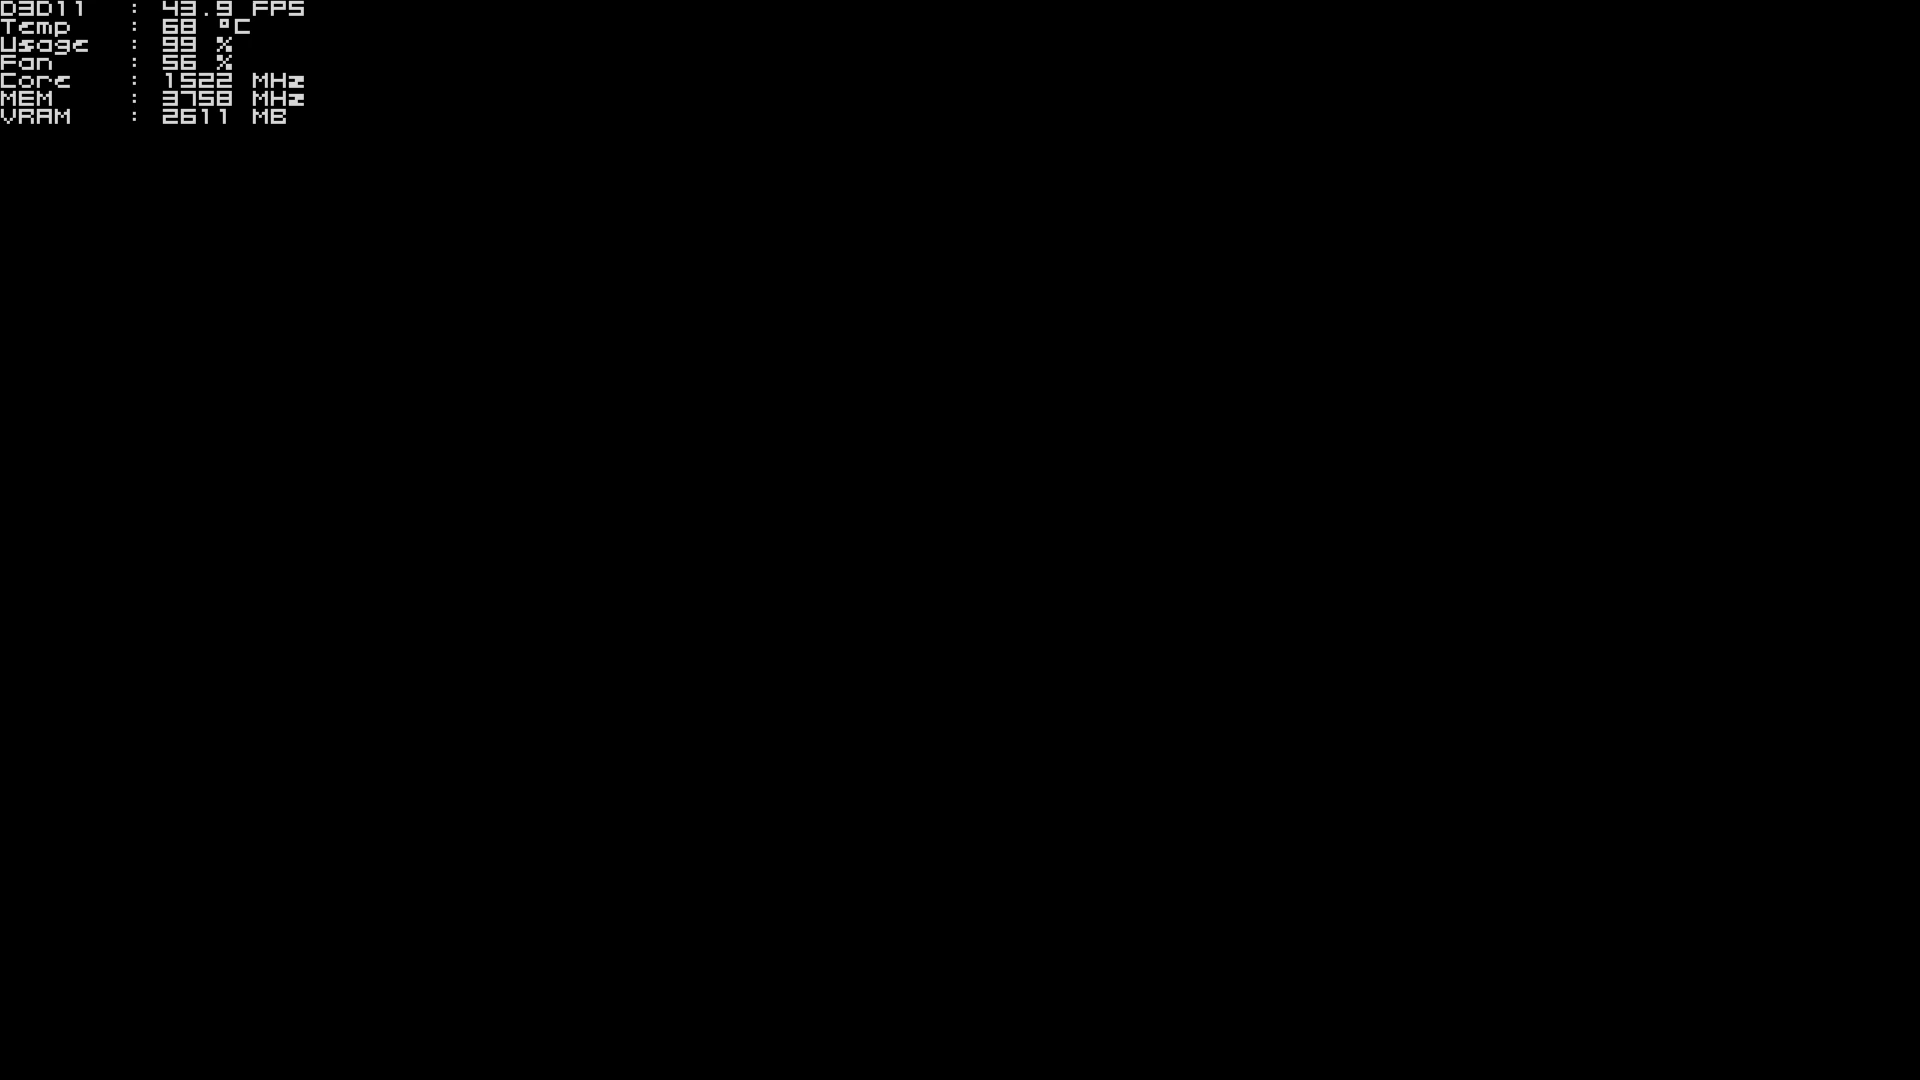 D3D11 : 43.9 FPS
Temp : 68 °C
Usage : 99 %
Fan : 56 %
Core : 1522 MHz
MEM : 3758 MHz
VRAM : 2611 MB